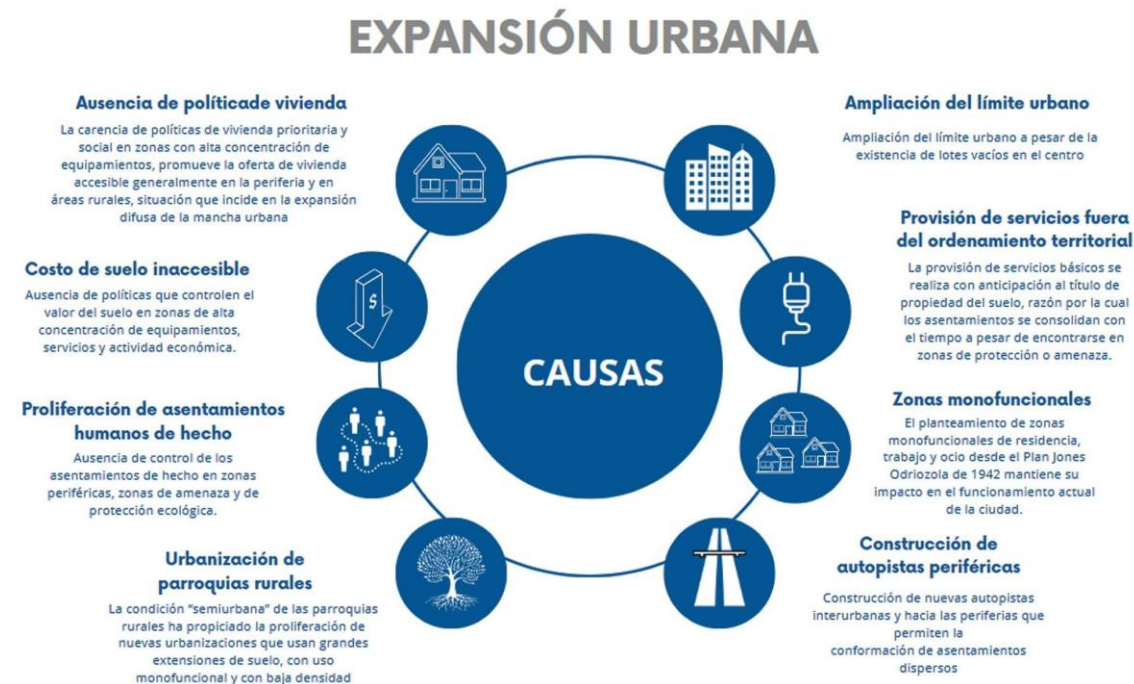 EXPANSIÓN URBANA
Ausencia de políticade vivienda
La carencia de políticas de vivienda prioritaria y
social en zonas con alta concentración de
equipamientos, promueve la oferta de vivienda
accesible generalmente en la periferia y en
áreas rurales, situación que incide en la expansión
difusa de la mancha urbana
Costo de suelo inaccesible
Ausencia de políticas que controlen el
valor del suelo en zonas de alta
concentración de equipamientos,
servicios y actividad económica.
Proliferación de asentamientos
humanos de hecho
Ausencia de control de los
asentamientos de hecho en zonas
periféricas, zonas de amenaza y de
protección ecológica.
Urbanización de
parroquias rurales
La condición “semiurbana” de las parroquias
rurales ha propiciado la proliferación de
nuevas urbanizaciones que usan grandes
extensiones de suelo, con uso
monofuncional y con baja densidad
$
CAUSAS
Ampliación del límite urbano
Ampliación del límite urbano a pesar de la
existencia de lotes vacíos en el centro
Provisión de servicios fuera
del ordenamiento territorial
La provisión de servicios básicos se
realiza con anticipación al título de
propiedad del suelo, razón por la cual
los asentamientos se consolidan con
el tiempo a pesar de encontrarse en
zonas de protección o amenaza.
Zonas monofuncionales
El planteamiento de zonas
monofuncionales de residencia,
trabajo y ocio desde el Plan Jones
Odriozola de 1942 mantiene su
impacto en el funcionamiento actual
de la ciudad.
Construcción de
autopistas periféricas
Construcción de nuevas autopistas
interurbanas y hacia las periferias que
permiten la
conformación de asentamientos
dispersos